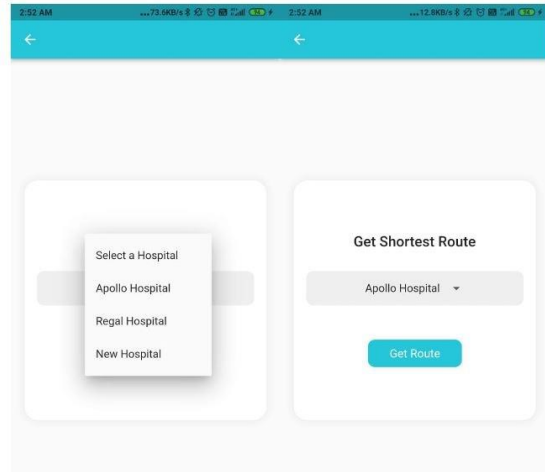 2:52 AM
...73.6KB/s
Select a Hospital
Apollo Hospital
Regal Hospital
New Hospital
2:52 AM
...12.8KB/s
Get Shortest Route
Apollo Hospital
Get Route